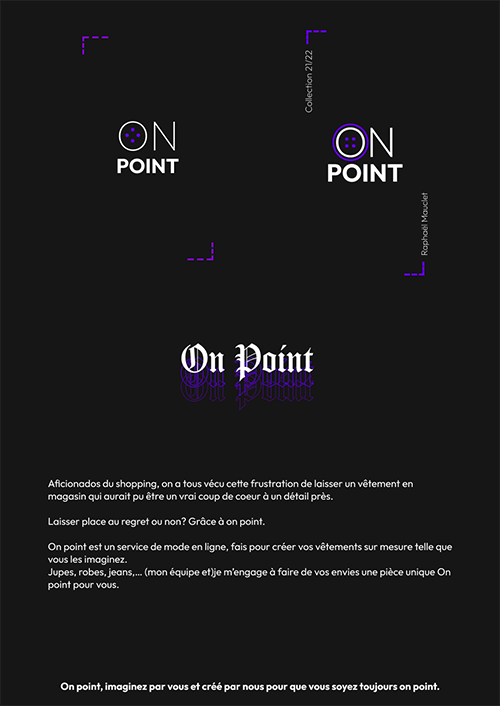 ON
POINT
Collection 21/22
ON
POINT
Raphaël Mauclet
On Point
On Point
On Point
Aficionados du shopping, on a tous vécu cette frustration de laisser un vêtement en
magasin qui aurait pu être un vrai coup de coeur à un détail près.
Laisser place au regret ou non? Grâce à on point.
On point est un service de mode en ligne, fais pour créer vos vêtements sur mesure telle que
vous les imaginez.
Jupes, robes, jeans,... (mon équipe et)je m'engage à faire de vos envies une pièce unique On
point pour vous.
On point, imaginez par vous et créé par nous pour que vous soyez toujours on point.